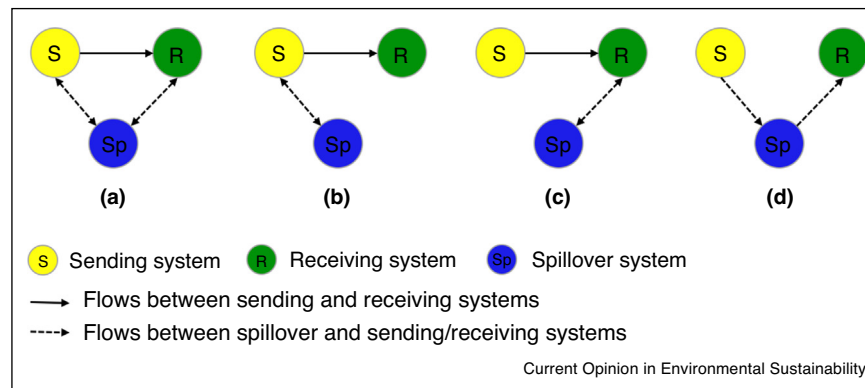 S R S R S R S R
Sp Sp Sp Sp
(a) (b) (c) (d)
S Sending system R Receiving system Sp Spillover system
Flows between sending and receiving systems
Flows between spillover and sending/receiving systems
Current Opinion in Environmental Sustainability